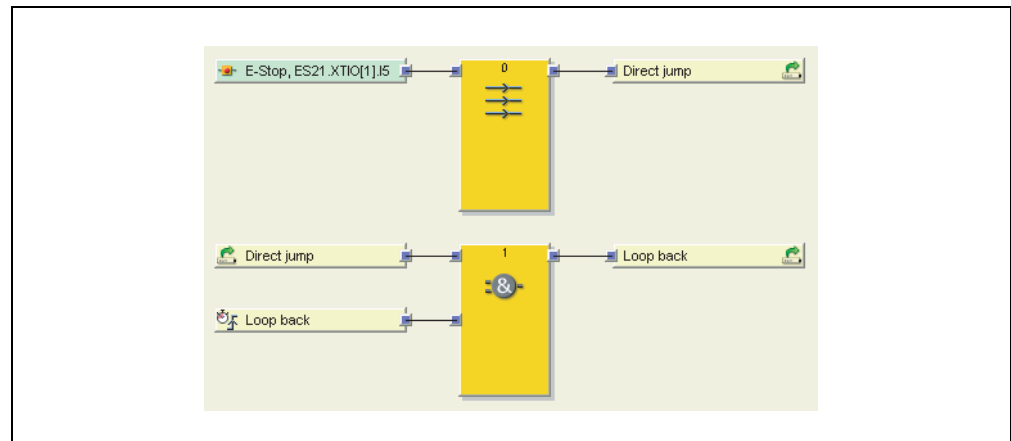 E-Stop, ES21.XTIO[1].I5
0
Direct jump
Direct jump
1
Loop back
&
Loop back